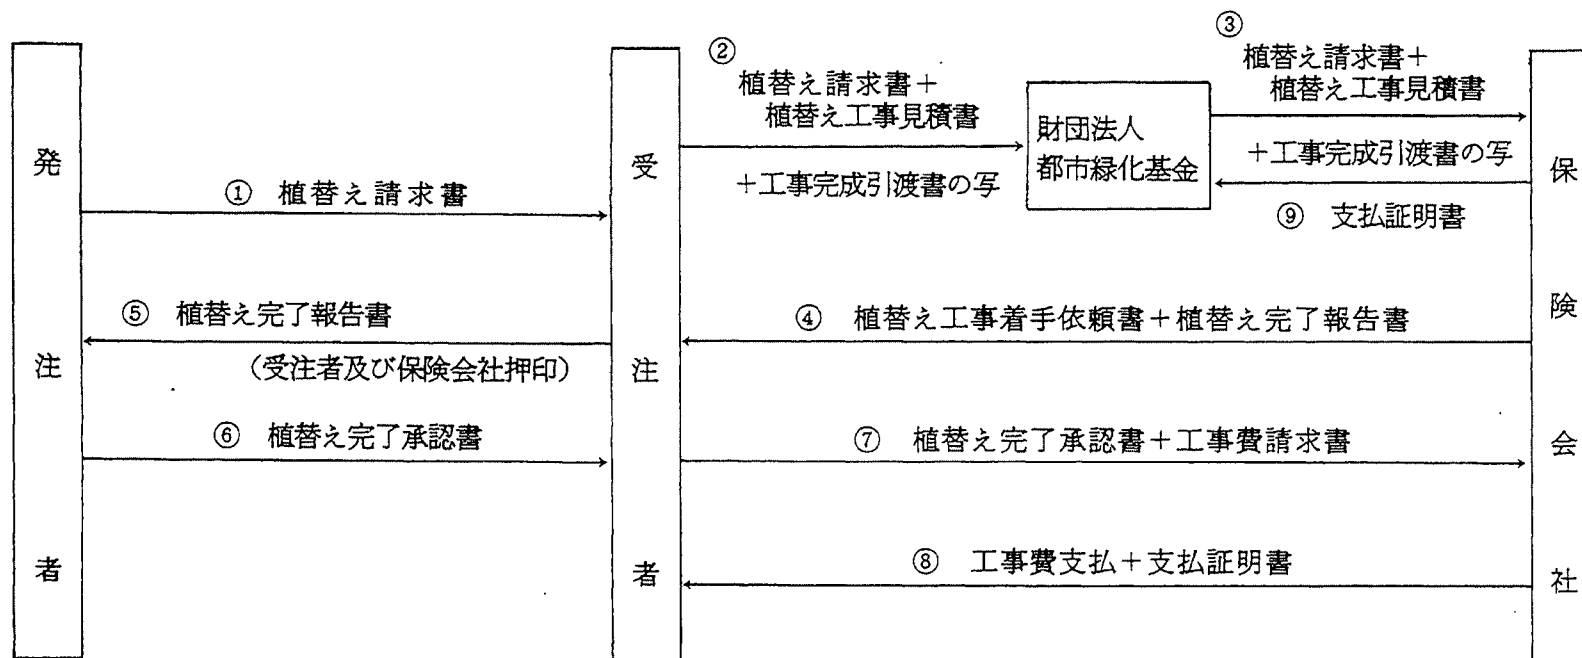 発注者
① 植替え請求書
⑤ 植替え完了報告書
（受注者及び保険会社押印）
⑥ 植替え完了承認書
受注者
②
植替え請求書＋
植替え工事見積書
＋工事完成引渡書の写
財団法人
都市緑化基金
③
植替え請求書＋
植替え工事見積書
＋工事完成引渡書の写
⑨ 支払証明書
④ 植替え工事着手依頼書＋植替え完了報告書
⑦ 植替え完了承認書＋工事費請求書
⑧ 工事費支払＋支払証明書
保険会社